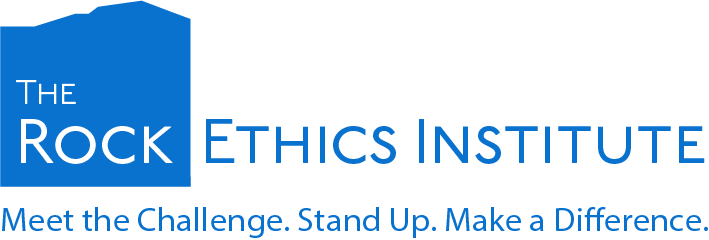 The
Rock Ethics Institute
Meet the Challenge. Stand Up. Make a Difference.